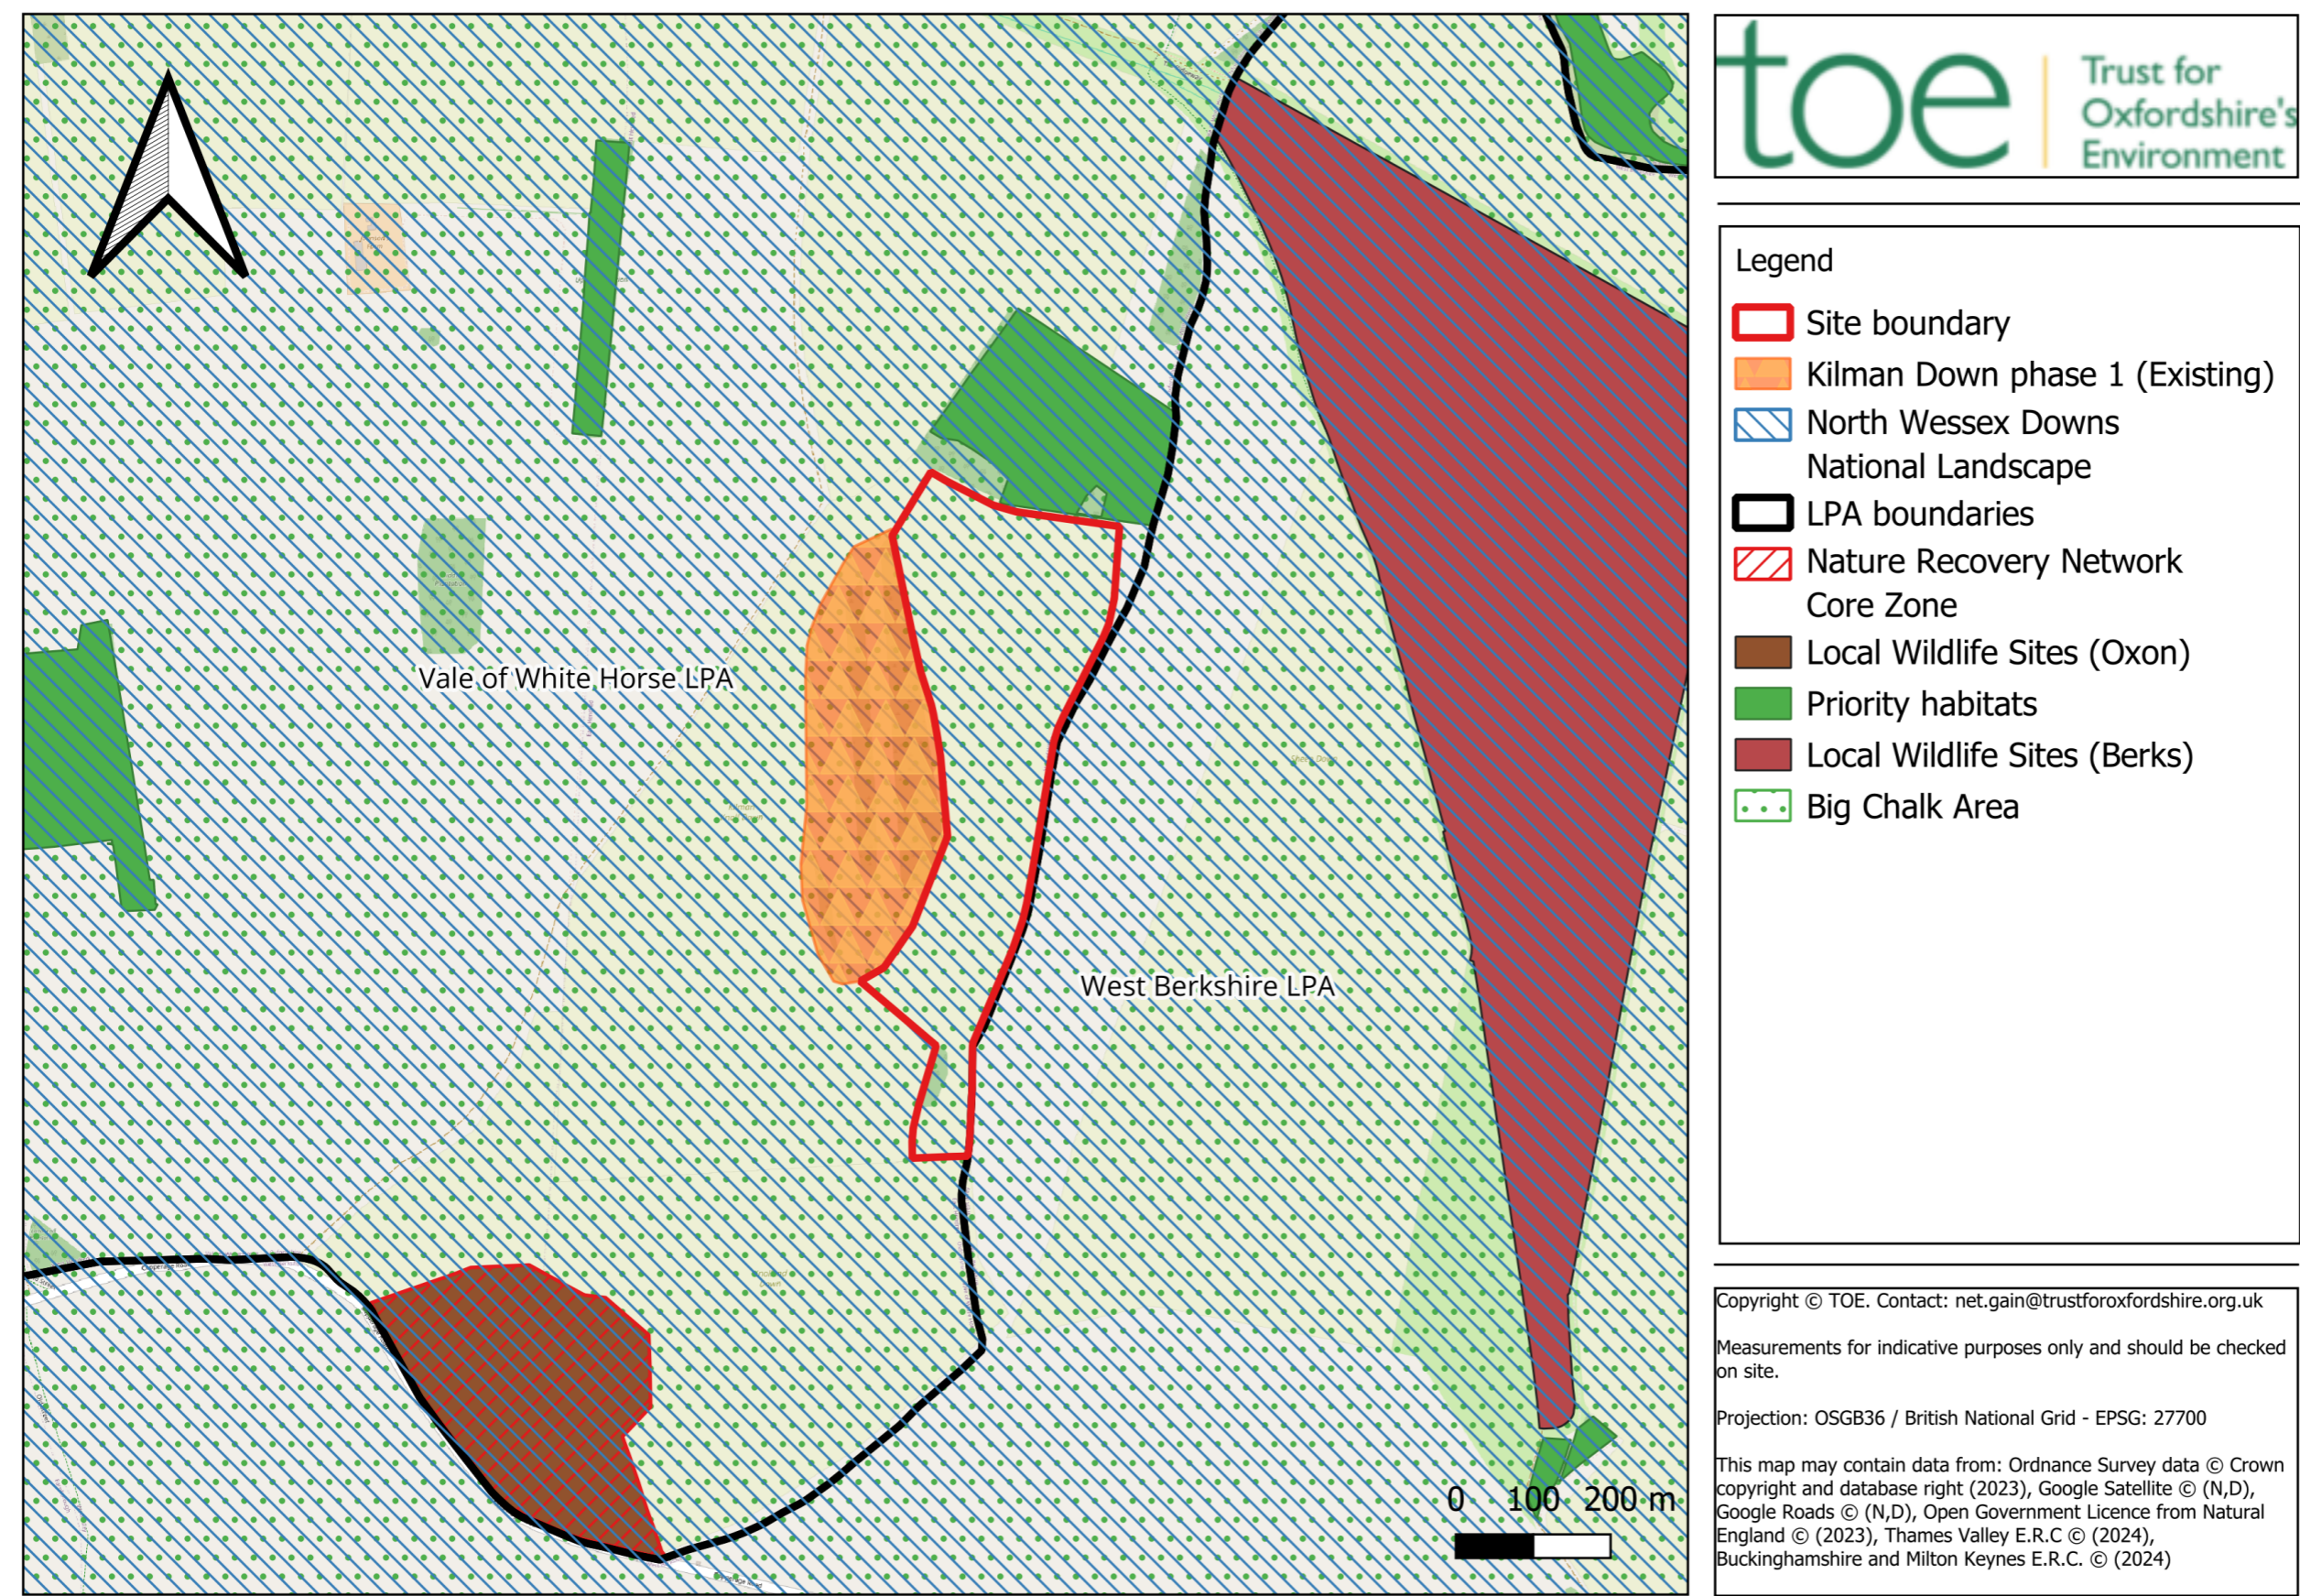 toe
Trust for
Oxfordshire's
Environment
Legend
Site boundary
Kilman Down phase 1 (Existing)
North Wessex Downs
National Landscape
LPA boundaries
Nature Recovery Network
Core Zone
Local Wildlife Sites (Oxon)
Priority habitats
Local Wildlife Sites (Berks)
Big Chalk Area
Vale of White Horse LPA
West Berkshire LPA
Sheep Down
Down
0 100 200 m
Copyright © TOE. Contact: net.gain@trustforoxfordshire.org.uk
Measurements for indicative purposes only and should be checked
on site.
Projection: OSGB36 / British National Grid - EPSG: 27700
This map may contain data from: Ordnance Survey data © Crown
copyright and database right (2023), Google Satellite © (N,D),
Google Roads © (N,D), Open Government Licence from Natural
England © (2023), Thames Valley E.R.C © (2024),
Buckinghamshire and Milton Keynes E.R.C. © (2024)